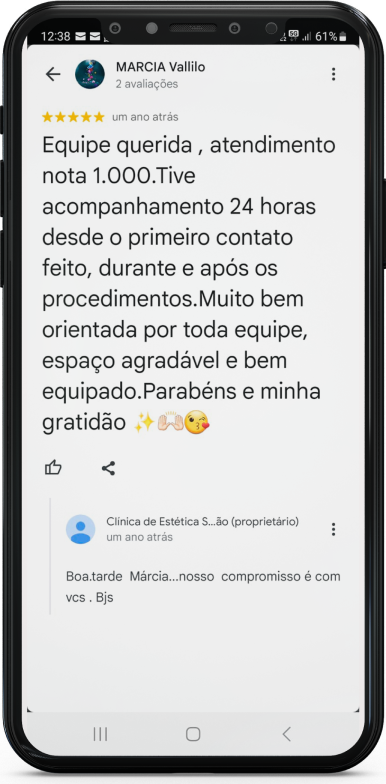 12:38
5G
61%
MARCIA Vallilo
2 avaliações
um ano atrás
Equipe querida , atendimento
nota 1.000.Tive
acompanhamento 24 horas
desde o primeiro contato
feito, durante e após os
procedimentos.Muito bem
orientada por toda equipe,
espaço agradável e bem
equipado.Parabéns e minha
gratidão ✨🙌🏻😘
Clínica de Estética S...ão (proprietário)
um ano atrás
Boa.tarde Márcia...nosso compromisso é com
vcs . Bjs